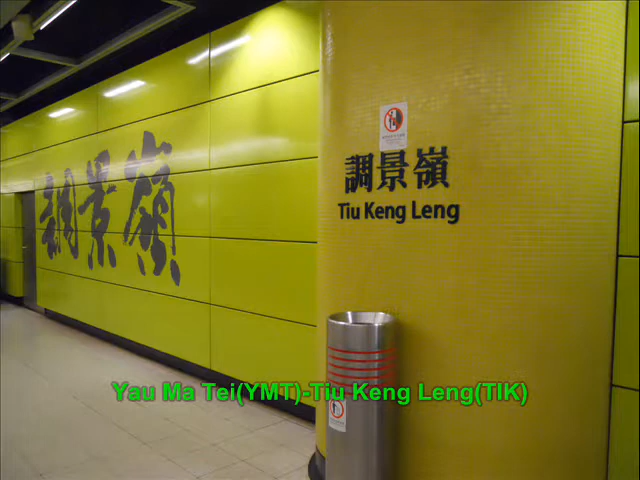 調景嶺
調景嶺
Tiu Keng Leng
Yau Ma Tei(YMT)-Tiu Keng Leng(TIK)